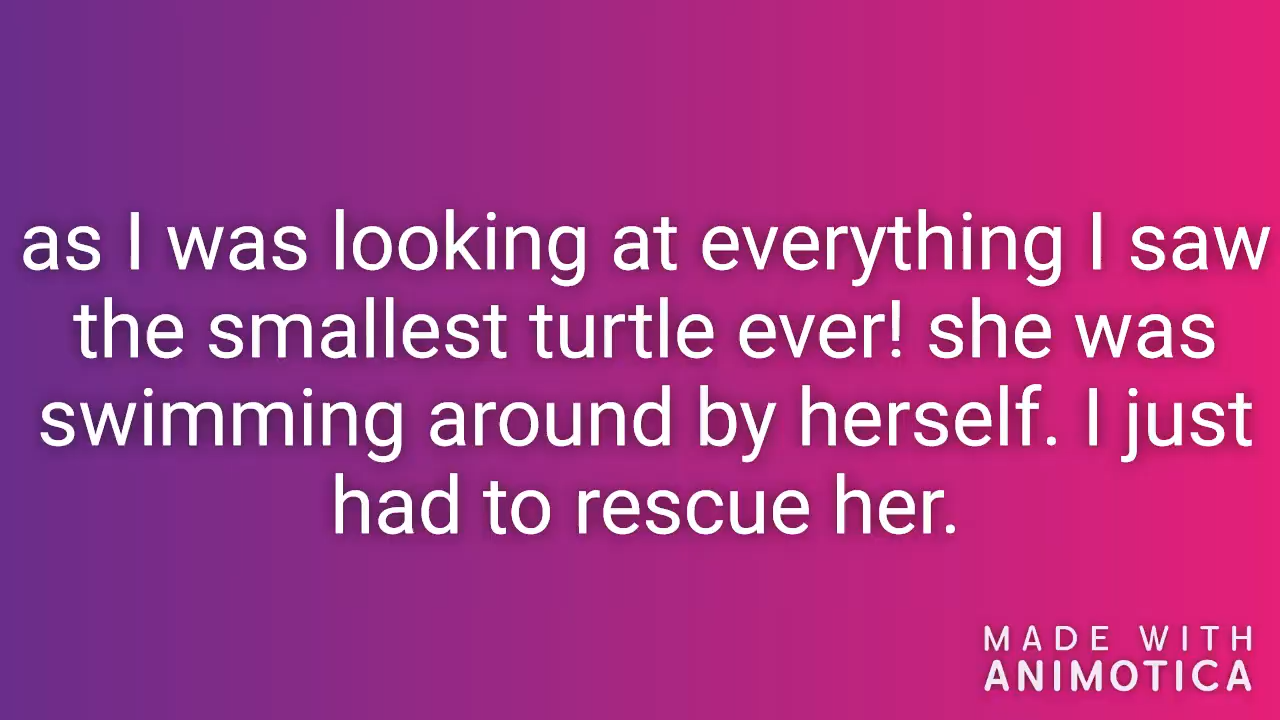 as I was looking at everything I saw
the smallest turtle ever! she was
swimming around by herself. I just
had to rescue her.
MADE WITH
ANIMOTICA